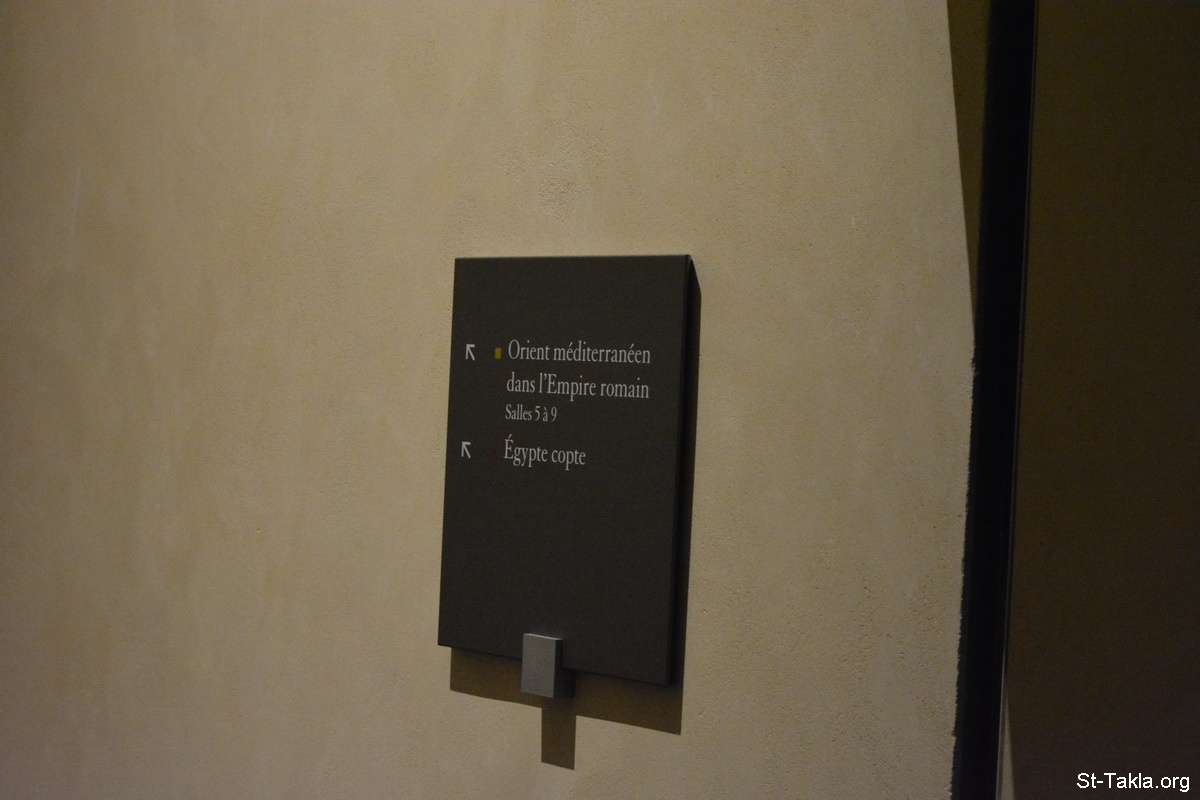 Orient méditerranéen
dans l'Empire romain
Salles 5 à 9
Égypte copte
St-Takla.org